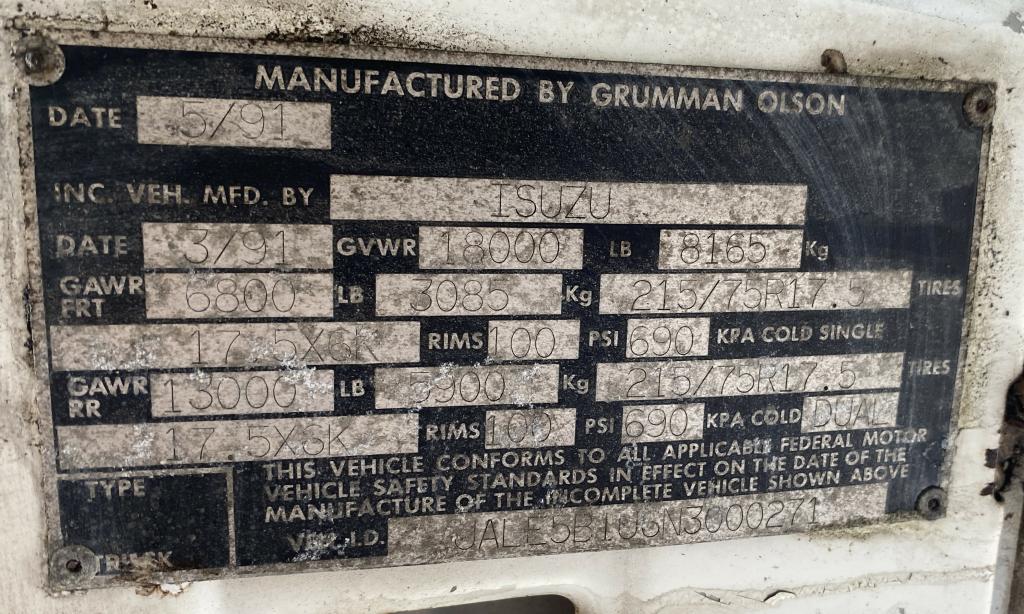 MANUFACTURED BY GRUMMAN OLSON
DATE 5/91
INC. VEH. MFD. BY ISUZU
DATE 3/91 GVWR 18000 LB 8165 Kg
GAWR FRT 6800 LB 3085 Kg 215/75R17.5 TIRES
17.5X6K RIMS 100 PSI 690 KPA COLD SINGLE
GAWR RR 13000 LB 5900 Kg 215/75R17.5 TIRES
17.5X6K RIMS 100 PSI 690 KPA COLD DUAL
THIS VEHICLE CONFORMS TO ALL APPLICABLE FEDERAL MOTOR
VEHICLE SAFETY STANDARDS IN EFFECT ON THE DATE OF THE
MANUFACTURE OF THE INCOMPLETE VEHICLE SHOWN ABOVE
TYPE
TRUCK
VEH. I.D.